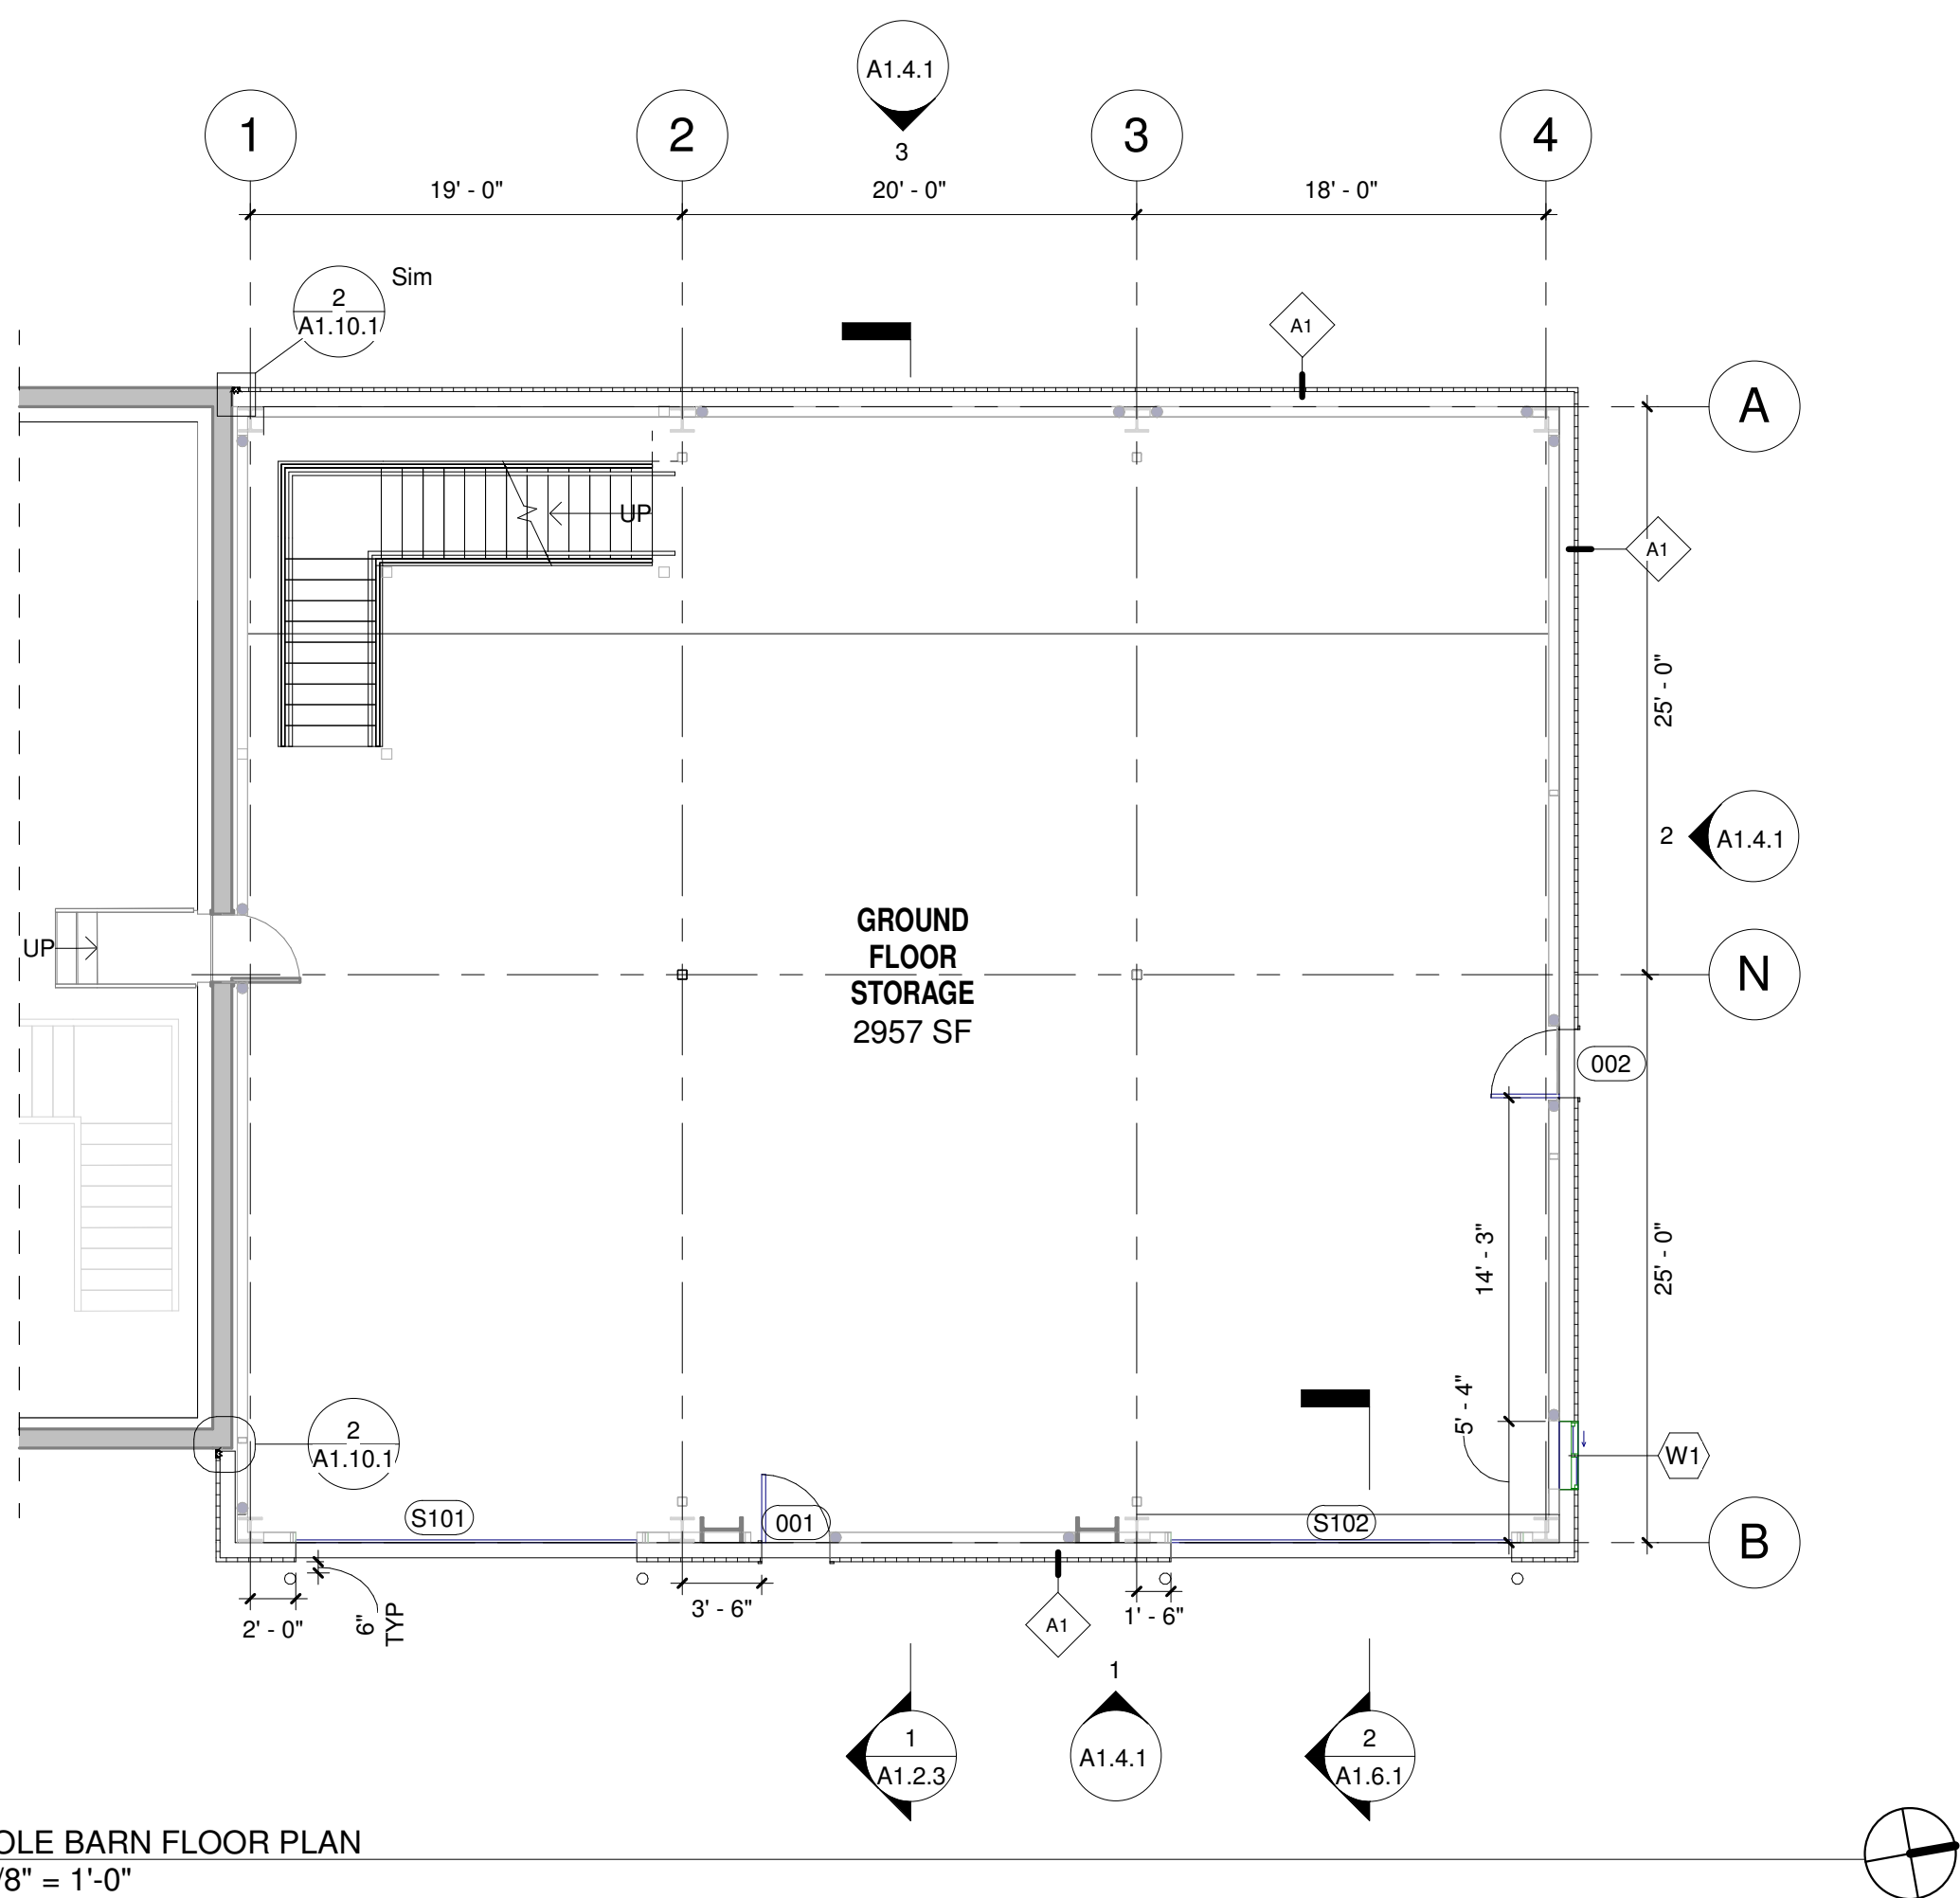 A1.4.1
3
1
2
3
4
19' - 0"
20' - 0"
18' - 0"
2
A1.10.1
Sim
A1
A
UP
A1
25' - 0"
2
A1.4.1
GROUND
FLOOR
STORAGE
2957 SF
UP
N
002
14' - 3"
25' - 0"
5' - 4"
2
A1.10.1
W1
S101
001
S102
B
2' - 0"
6"
TYP
3' - 6"
A1
1' - 6"
1
1
A1.2.3
A1.4.1
2
A1.6.1
OLE BARN FLOOR PLAN
/8" = 1'-0"